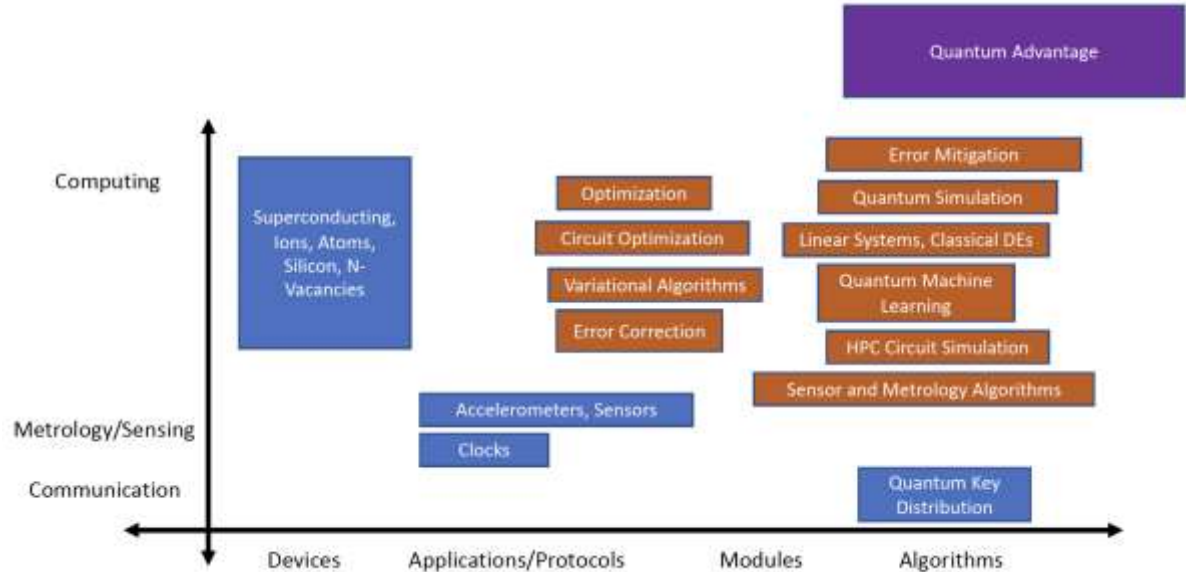 Quantum Advantage
Computing
Superconducting,
Ions, Atoms,
Silicon, N-
Vacancies
Optimization
Circuit Optimization
Variational Algorithms
Error Correction
Error Mitigation
Quantum Simulation
Linear Systems, Classical DEs
Quantum Machine
Learning
HPC Circuit Simulation
Sensor and Metrology Algorithms
Metrology/Sensing
Accelerometers, Sensors
Clocks
Communication
Quantum Key
Distribution
Devices
Applications/Protocols
Modules
Algorithms